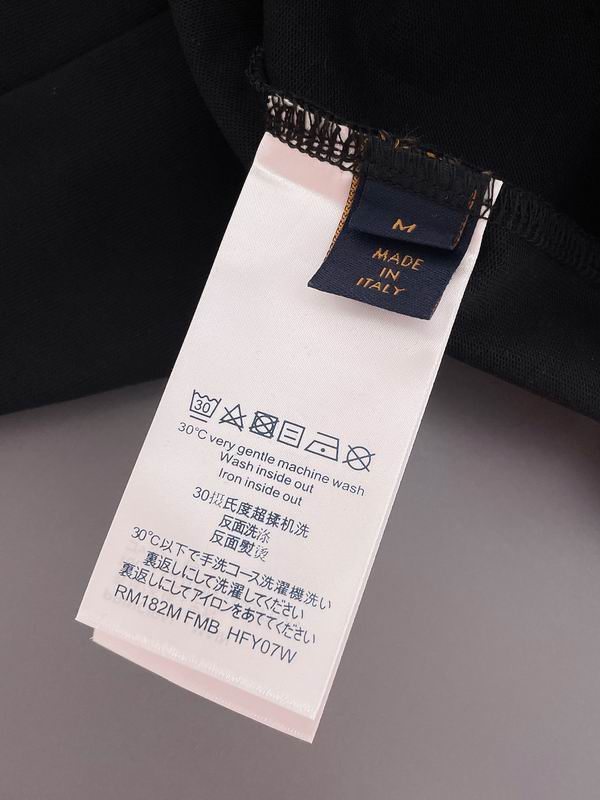 M
MADE
IN
ITALY
30
30°C very gentle machine wash
Wash inside out
Iron inside out
30摄氏度超揉机洗
反面洗涤
反面熨烫
30°C以下で手洗コース洗濯機洗い
裏返しにして洗濯してください
裏返しにしてアイロンをあててください
RM182M FMB HFY07W